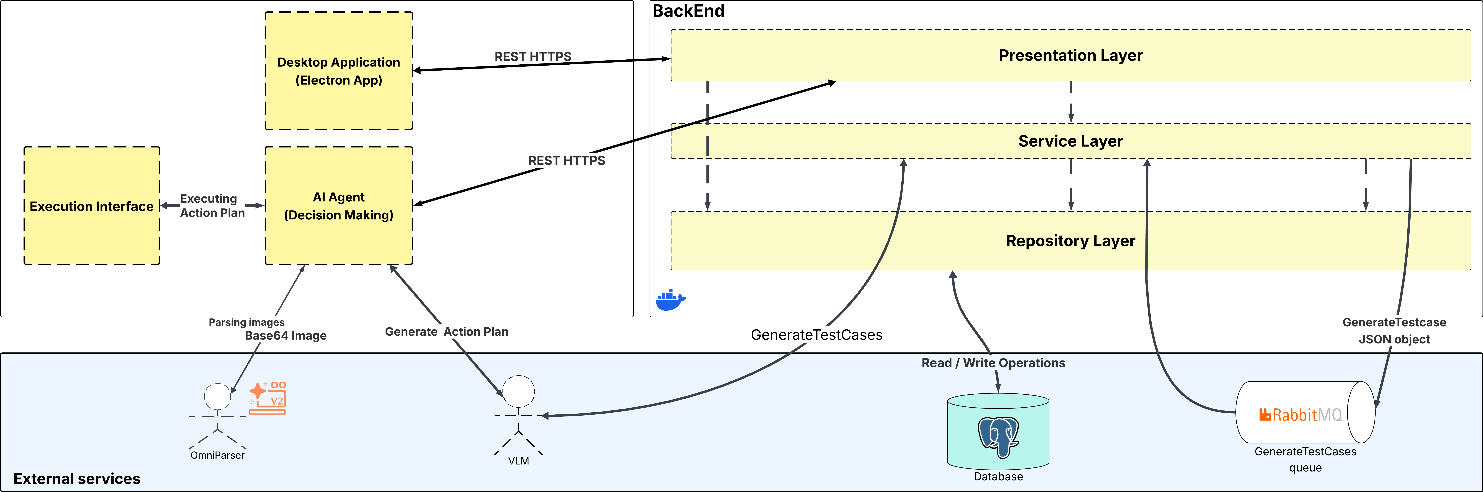 BackEnd
Desktop Application
(Electron App)
REST HTTPS
Presentation Layer
Service Layer
REST HTTPS
Execution Interface
Executing
Action Plan
AI Agent
(Decision Making)
Repository Layer
Parsing images
Base64 Image
Generate Action Plan
GenerateTestCases
GenerateTestcase
JSON object
Read / Write Operations
V2
OmniParser
VLM
Database
RabbitMQ
GenerateTestCases
queue
External services